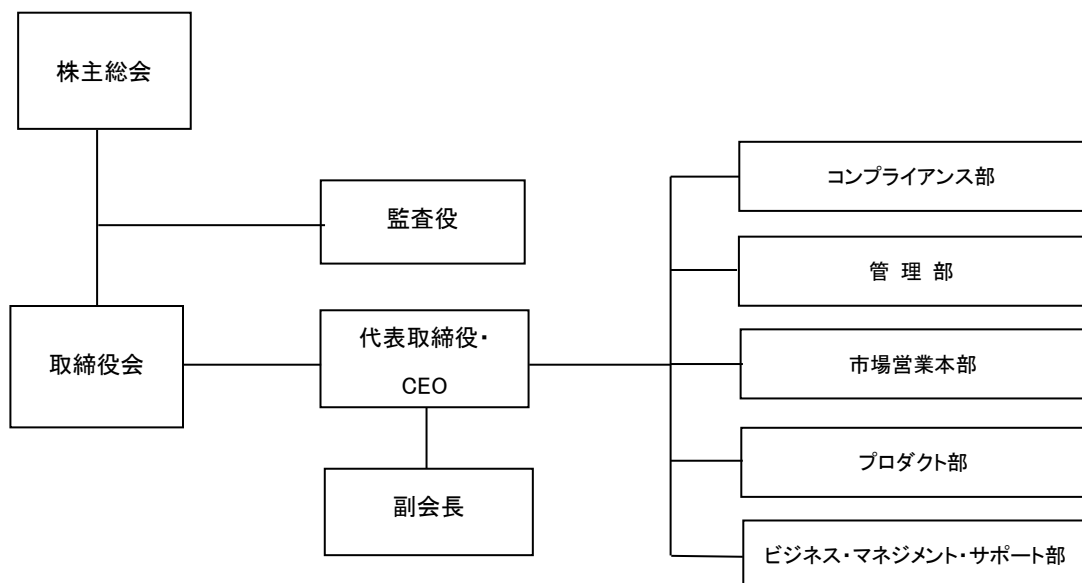 株主総会
監査役
取締役会
代表取締役・
CEO
副会長
コンプライアンス部
管 理 部
市場営業本部
プロダクト部
ビジネス・マネジメント・サポート部